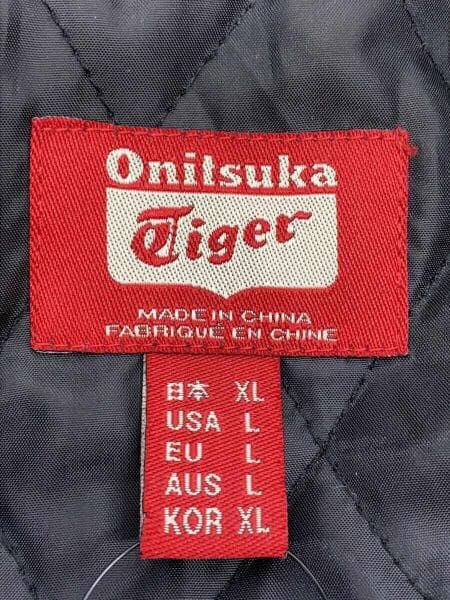 Onitsuka
Tiger
MADE IN CHINA
FABRIQUÉ EN CHINE
日本 XL
USA L
EU L
AUS L
KOR XL